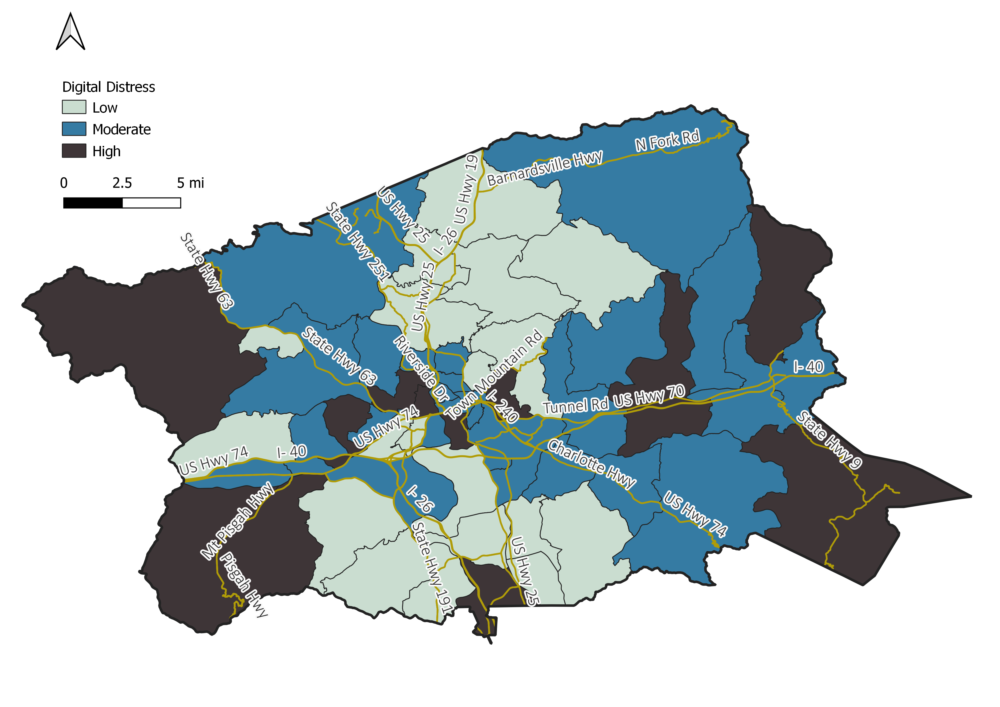 Digital Distress
Low
Moderate
High
0 2.5 5 mi
N Fork Rd
Barnardsville Hwy
US Hwy 19
US Hwy 25
State Hwy 251
I- 26
State Hwy 63
US Hwy 25
State Hwy 63
Riverside Dr
Town Mountain Rd
I- 40
I- 240
Tunnel Rd
US Hwy 70
US Hwy 74
State Hwy 9
I- 40
US Hwy 74
Charlotte Hwy
Mt Pisgah Hwy
I- 26
US Hwy 74
State Hwy 191
US Hwy 25
Pisgah Hwy